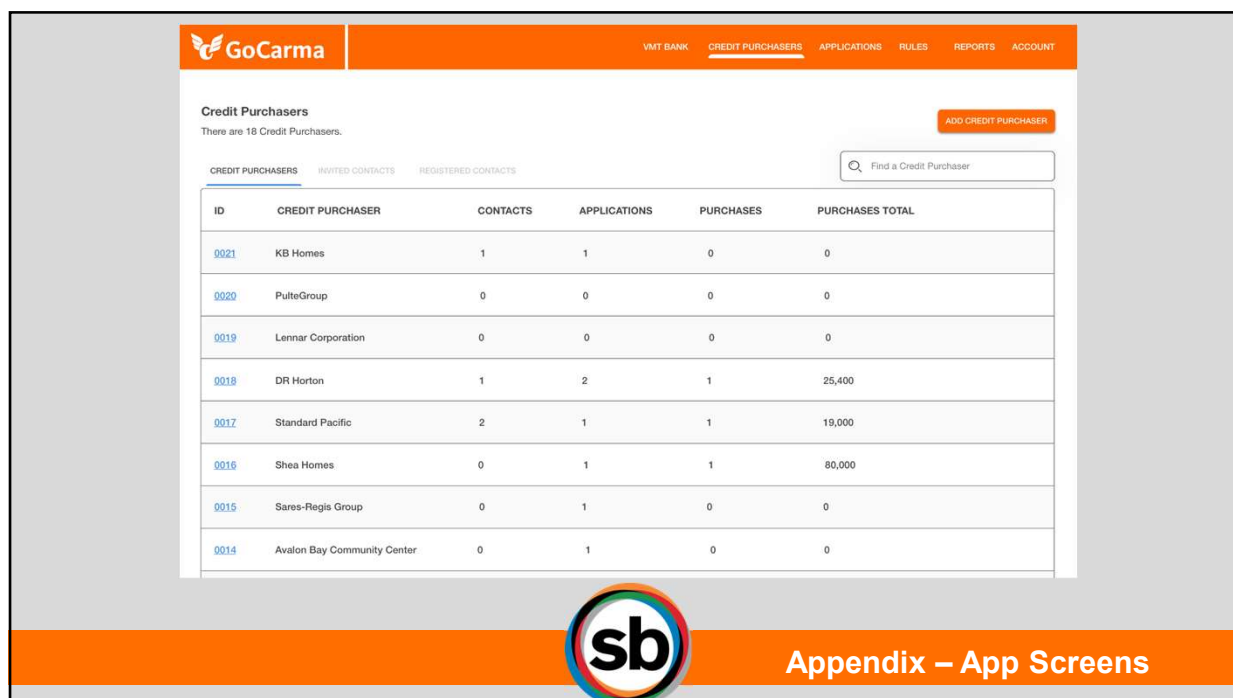 GoCarma
VMT BANK CREDIT PURCHASERS APPLICATIONS RULES REPORTS ACCOUNT
Credit Purchasers
There are 18 Credit Purchasers.
ADD CREDIT PURCHASER
CREDIT PURCHASERS INVITED CONTACTS REGISTERED CONTACTS
Find a Credit Purchaser
ID CREDIT PURCHASER CONTACTS APPLICATIONS PURCHASES PURCHASES TOTAL
0021 KB Homes 1 1 0 0
0020 PulteGroup 0 0 0 0
0019 Lennar Corporation 0 0 0 0
0018 DR Horton 1 2 1 25,400
0017 Standard Pacific 2 1 1 19,000
0016 Shea Homes 0 1 1 80,000
0015 Sares-Regis Group 0 1 0 0
0014 Avalon Bay Community Center 0 1 0 0
sb
Appendix – App Screens